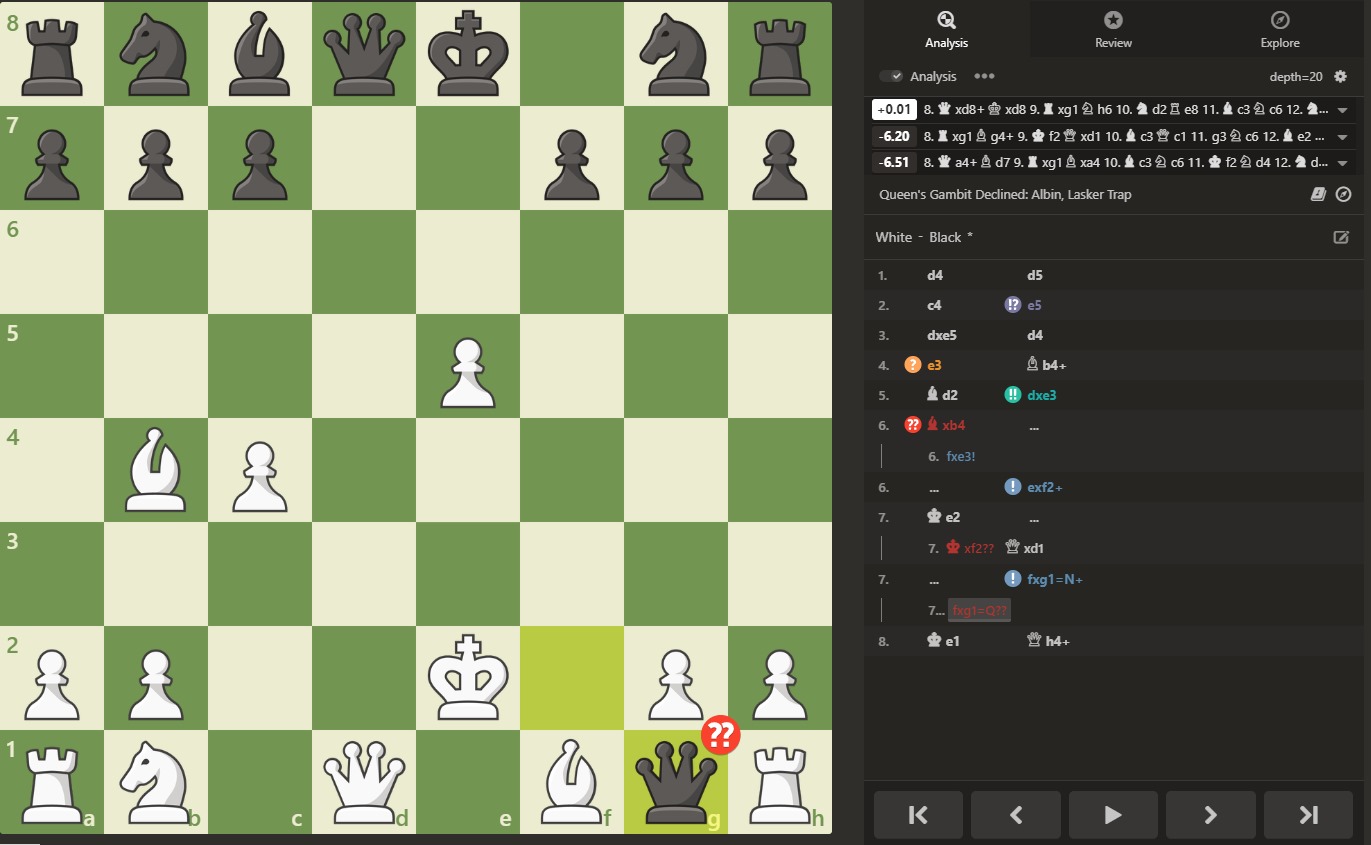 8
7
6
5
4
3
2
1
a b c d e f g h
??
Analysis Review Explore
Analysis ••• depth=20
+0.01 8. ♛ xd8+ ♔ xd8 9. ♜ xg1 ♘ h6 10. ♞ d2 ♖ e8 11. ♝ c3 ♘ c6 12. ♞...
-6.20 8. ♜ xg1 ♗ g4+ 9. ♚ f2 ♕ xd1 10. ♝ c3 ♕ c1 11. g3 ♘ c6 12. ♝ e2 ...
-6.51 8. ♛ a4+ ♗ d7 9. ♜ xg1 ♗ xa4 10. ♝ c3 ♘ c6 11. ♚ f2 ♘ d4 12. ♞ d...
Queen's Gambit Declined: Albin, Lasker Trap
White - Black *
1. d4 d5
2. c4 !? e5
3. dxe5 d4
4. ? e3 ♗ b4+
5. ♝ d2 !! dxe3
6. ?? ♝ xb4 ...
6. fxe3!
6. ... ! exf2+
7. ♚ e2 ...
7. ♚ xf2?? ♕ xd1
7. ... ! fxg1=N+
7... fxg1=Q??
8. ♚ e1 ♕ h4+